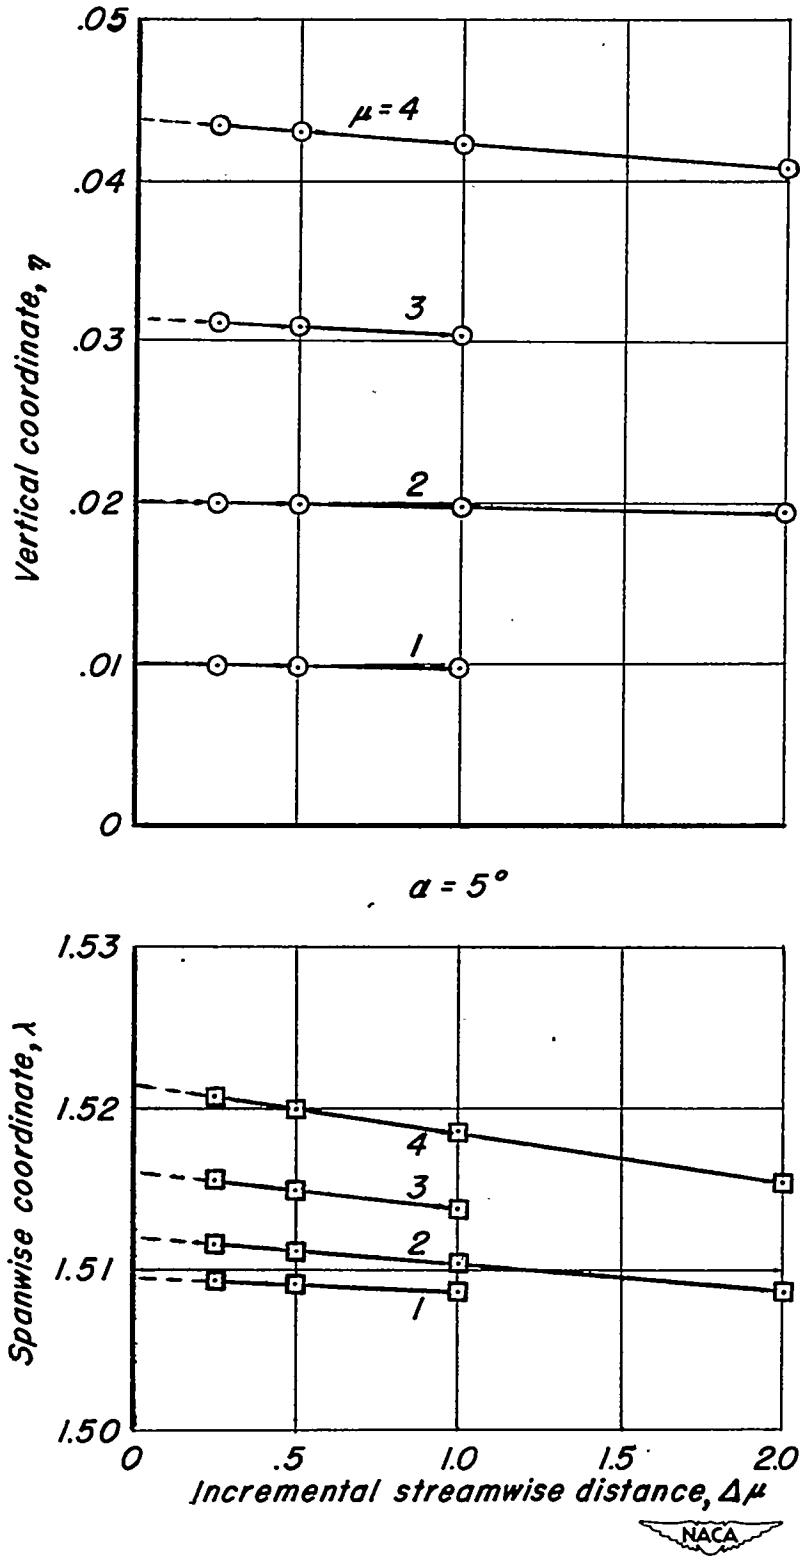 .05
μ = 4
.04
3
.03
2
.02
1
.01
0
Vertical coordinate, η
α = 5°
1.53
1.52
4
3
2
1.51
1
1.50
Spanwise coordinate, λ
0 .5 1.0 1.5 2.0
Incremental streamwise distance, Δμ
NACA